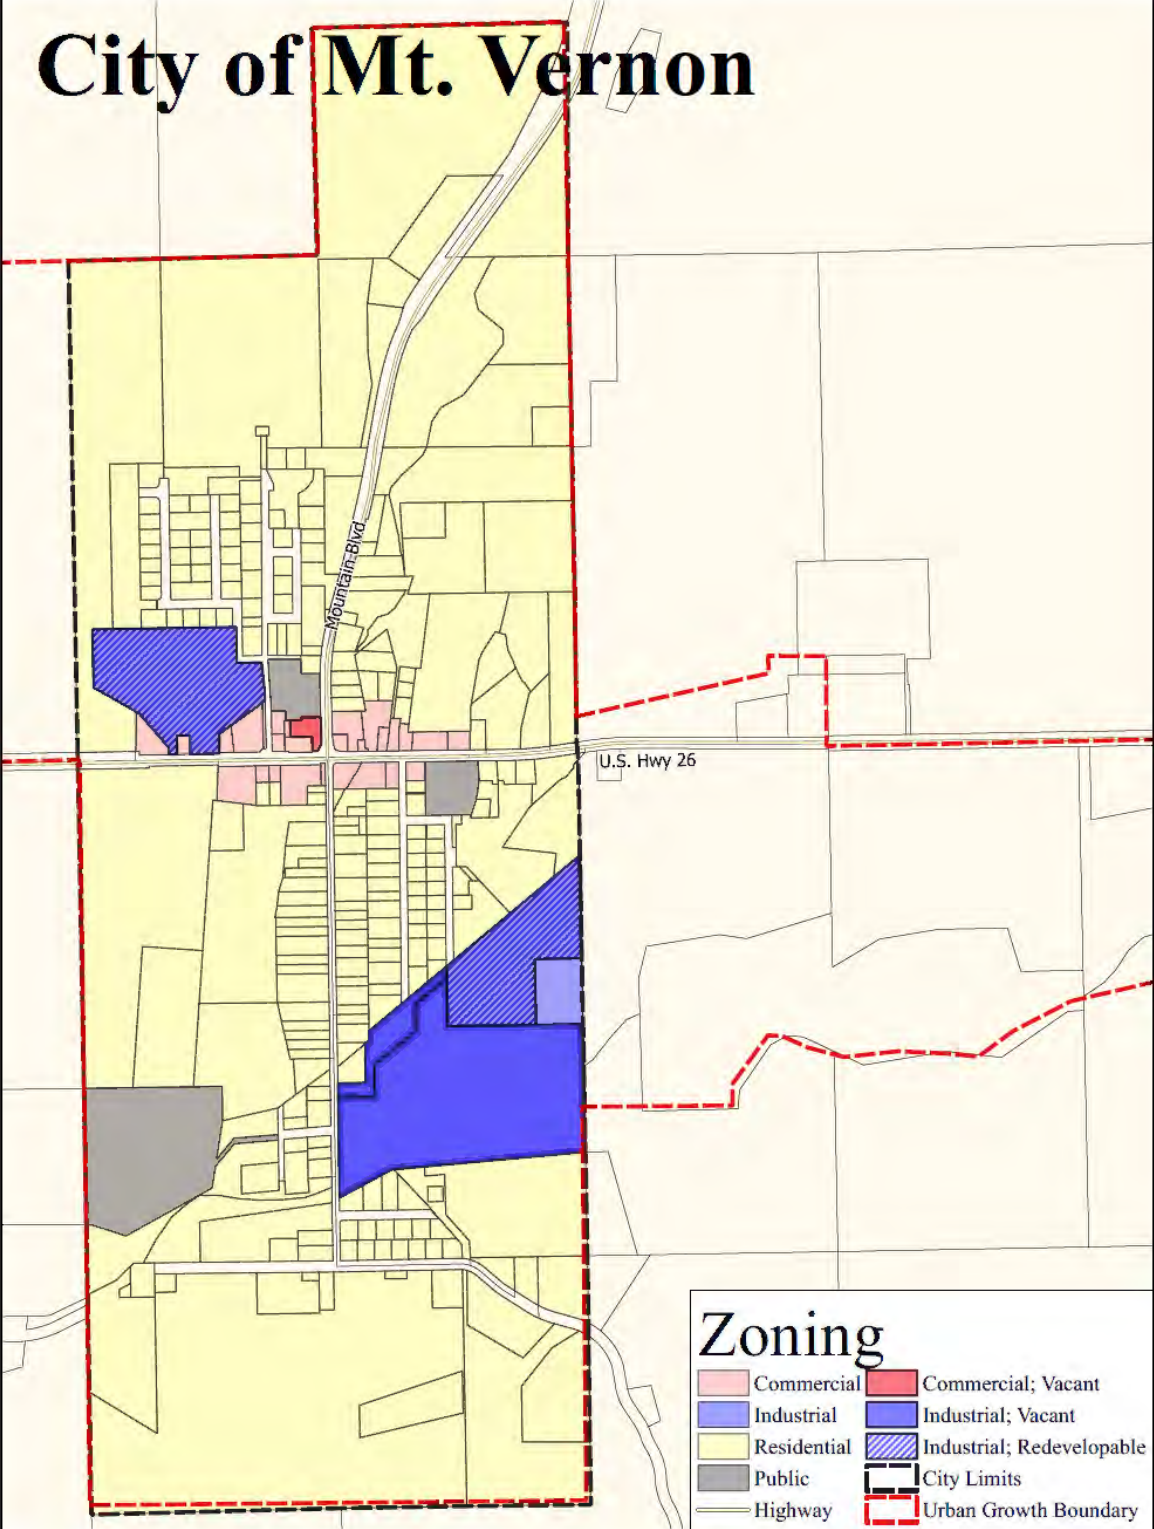 City of Mt. Vernon
Mountain Blvd.
U.S. Hwy 26
Zoning
Commercial
Commercial; Vacant
Industrial
Industrial; Vacant
Residential
Industrial; Redevelopable
Public
City Limits
Highway
Urban Growth Boundary